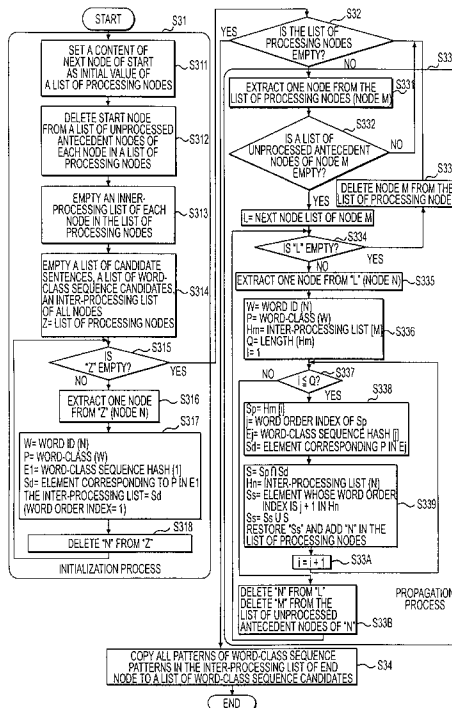 START
S31
SET A CONTENT OF
NEXT NODE OF START
AS INITIAL VALUE OF
A LIST OF PROCESSING NODES
S311
DELETE START NODE
FROM A LIST OF UNPROCESSED
ANTECEDENT NODES OF
EACH NODE IN A LIST OF
PROCESSING NODES
S312
EMPTY AN INNER-
PROCESSING LIST OF EACH
NODE IN THE LIST OF
PROCESSING NODES
S313
EMPTY A LIST OF CANDIDATE
SENTENCES, A LIST OF WORD-
CLASS SEQUENCE CANDIDATES,
AN INTER-PROCESSING LIST
OF ALL NODES
Z= LIST OF PROCESSING NODES
S314
IS
"Z" EMPTY?
S315
NO
YES
EXTRACT ONE NODE
FROM "Z" (NODE N)
S316
S317
W= WORD ID (N)
P= WORD-CLASS (W)
E1= WORD-CLASS SEQUENCE HASH [1]
Sd= ELEMENT CORRESPONDING TO P IN E1
THE INTER-PROCESSING LIST= Sd
(WORD ORDER INDEX= 1)
S318
DELETE "N" FROM "Z"
INITIALIZATION PROCESS
S32
YES
IS THE LIST OF
PROCESSING NODES
EMPTY?
NO
S33
S331
EXTRACT ONE NODE FROM THE
LIST OF PROCESSING NODES (NODE M)
S332
IS A LIST OF
UNPROCESSED ANTECEDENT
NODES OF NODE M
EMPTY?
NO
YES
S33
DELETE NODE M FROM THE
LIST OF PROCESSING NODE
L= NEXT NODE LIST OF NODE M
S334
IS "L" EMPTY?
YES
NO
EXTRACT ONE NODE FROM "L" (NODE N)
S335
W= WORD ID (N)
P= WORD-CLASS (W)
Hm= INTER-PROCESSING LIST [M]
Q= LENGTH (Hm)
i= 1
S336
NO
i ≦ Q?
S337
YES
S338
Sp= Hm [i]
j= WORD ORDER INDEX OF Sp
Ej= WORD-CLASS SEQUENCE HASH [j]
Sd= ELEMENT CORRESPONDING P IN Ej
S= Sp ∩ Sd
Hn= INTER-PROCESSING LIST (N)
Ss= ELEMENT WHOSE WORD ORDER
INDEX IS j + 1 IN Hn
Ss= Ss U S
RESTORE "Ss" AND ADD "N" IN THE
LIST OF PROCESSING NODES
S339
i = i + 1
S33A
DELETE "N" FROM "L"
DELETE "M" FROM THE
LIST OF UNPROCESSED
ANTECEDENT NODES OF "N"
S33B
PROPAGATION
PROCESS
COPY ALL PATTERNS OF WORD-CLASS SEQUENCE
PATTERNS IN THE INTER-PROCESSING LIST OF END
NODE TO A LIST OF WORD-CLASS SEQUENCE CANDIDATES
S34
END